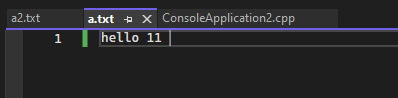 a2.txt a.txt ConsoleApplication2.cpp
1 hello 11